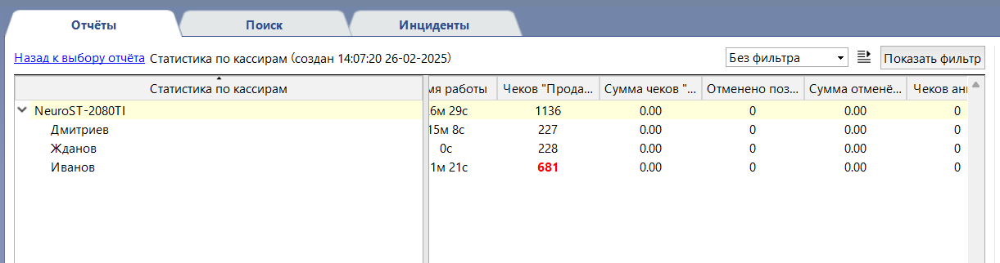 Отчёты Поиск Инциденты
Назад к выбору отчёта Статистика по кассирам (создан 14:07:20 26-02-2025) Без фильтра Показать фильтр
Статистика по кассирам мя работы Чеков "Прода... Сумма чеков "... Отменено поз... Сумма отменё... Чеков ан
NeuroST-2080TI 6м 29с 1136 0.00 0 0.00 0
Дмитриев 15м 8с 227 0.00 0 0.00 0
Жданов 0с 228 0.00 0 0.00 0
Иванов 1м 21с 681 0.00 0 0.00 0